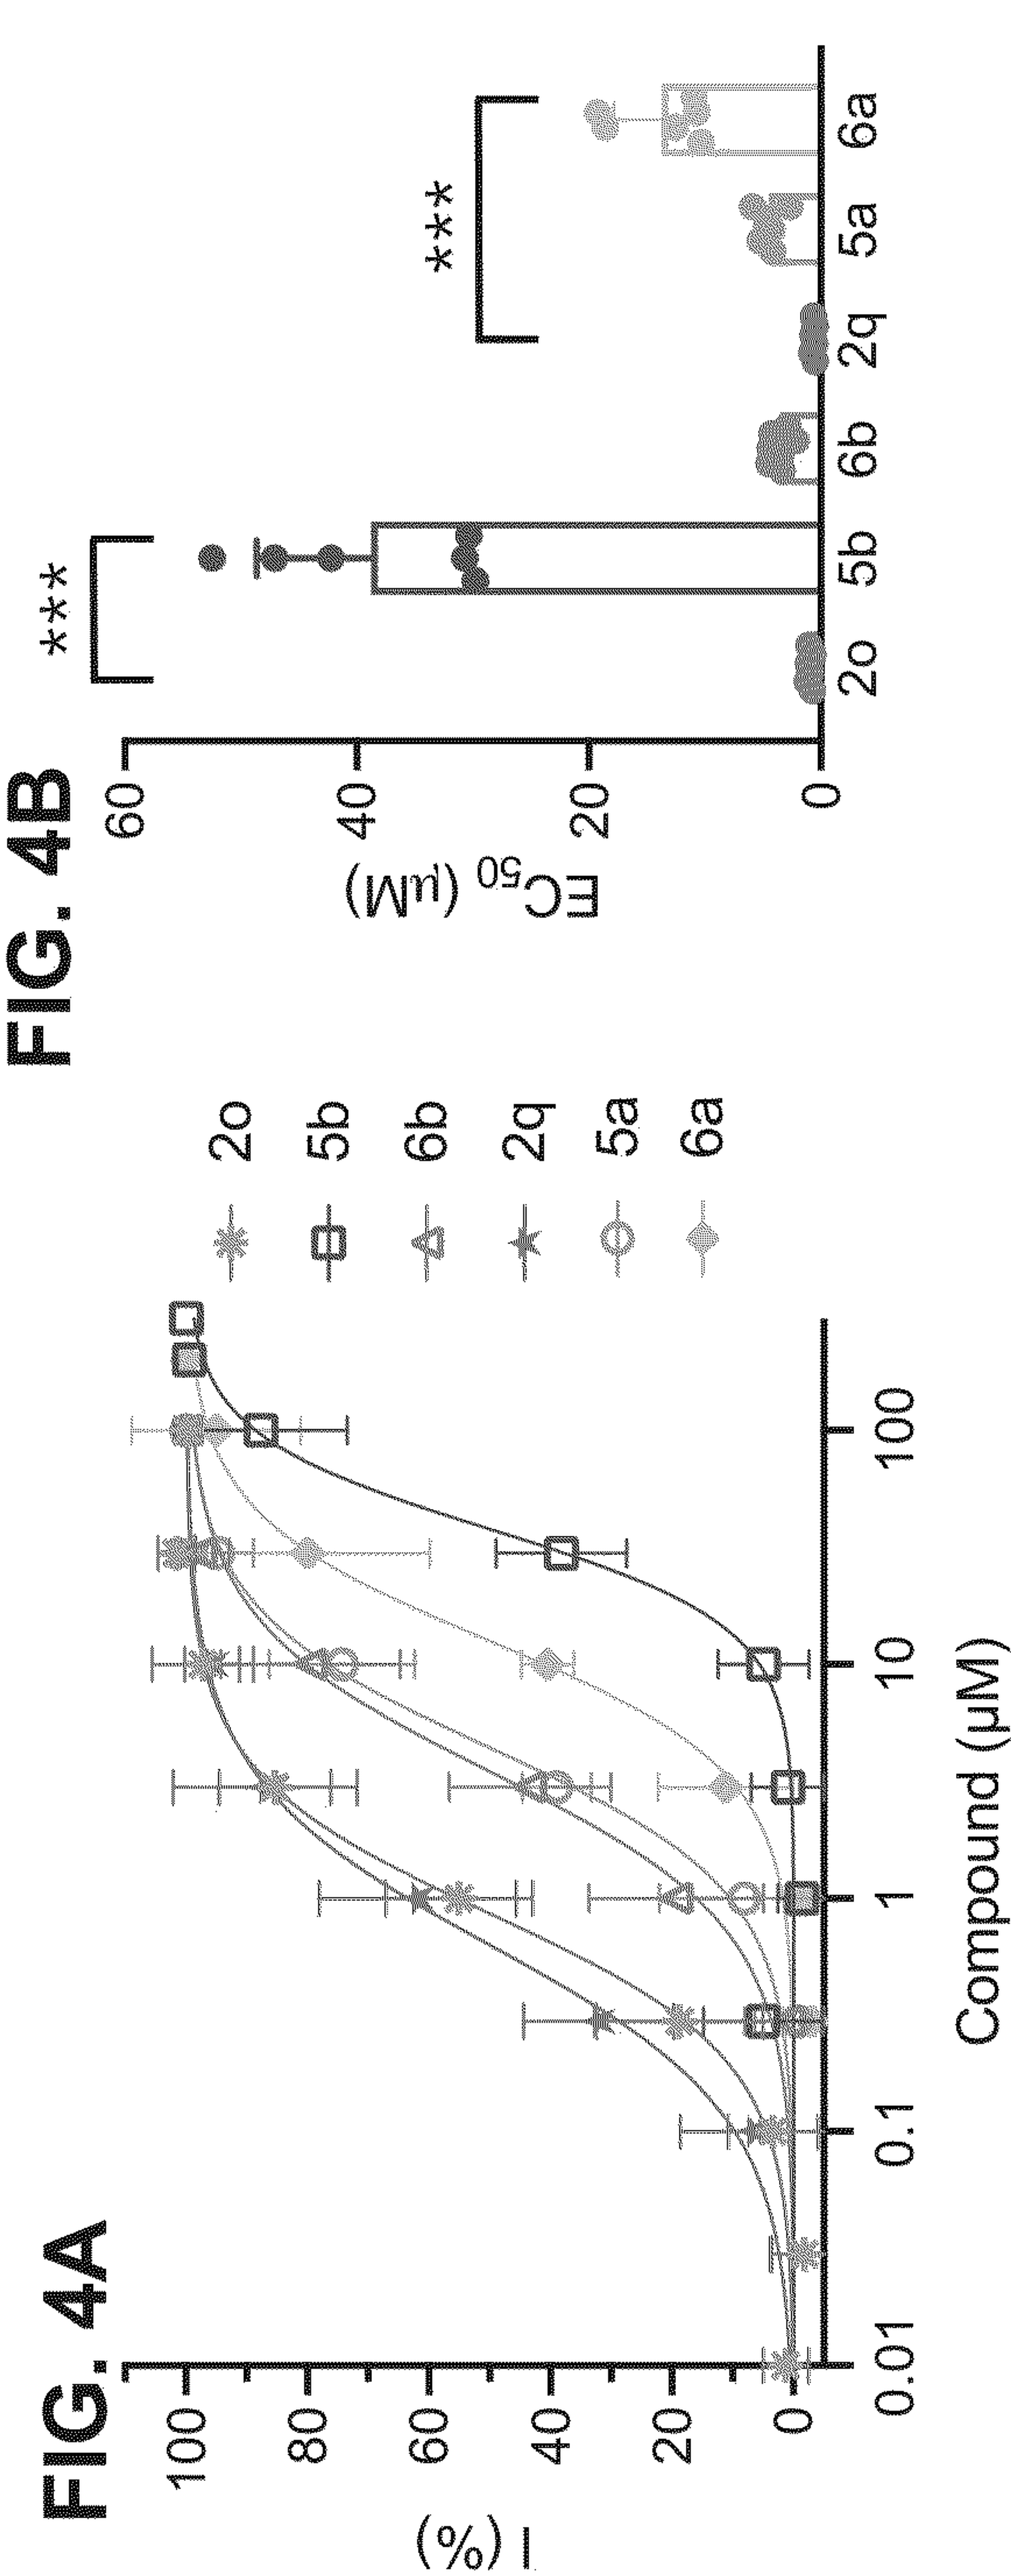 FIG. 4A
I (%)
100
80
60
40
20
0
0.01
0.1
1
10
100
Compound (µM)
2o
5b
6b
2q
5a
6a
FIG. 4B
EC50 (µM)
60
40
20
0
***
***
2o
5b
6b
2q
5a
6a